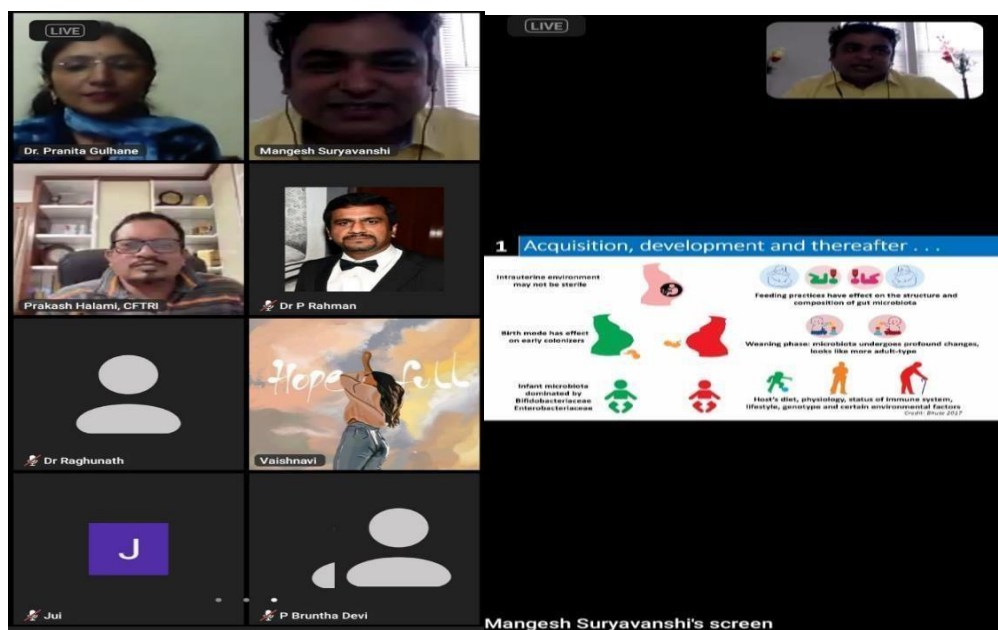 LIVE
Dr. Pranita Gulhane
Mangesh Suryavanshi
Prakash Halami, CFTRI
Dr P Rahman
Dr Raghunath
Hope full
Vaishnavi
J
Jui
P Bruntha Devi
LIVE
1 Acquisition, development and thereafter . . .
Intrauterine environment
may not be sterile
Feeding practices have effect on the structure and
composition of gut microbiota
Birth mode has effect
on early colonizers
Weaning phase: microbiota undergoes profound changes,
looks like more adult-type
Infant microbiota
dominated by
Bifidobacteriaceae
Enterobacteriaceae
Host's diet, physiology, status of immune system,
lifestyle, genotype and certain environmental factors
Mangesh Suryavanshi's screen